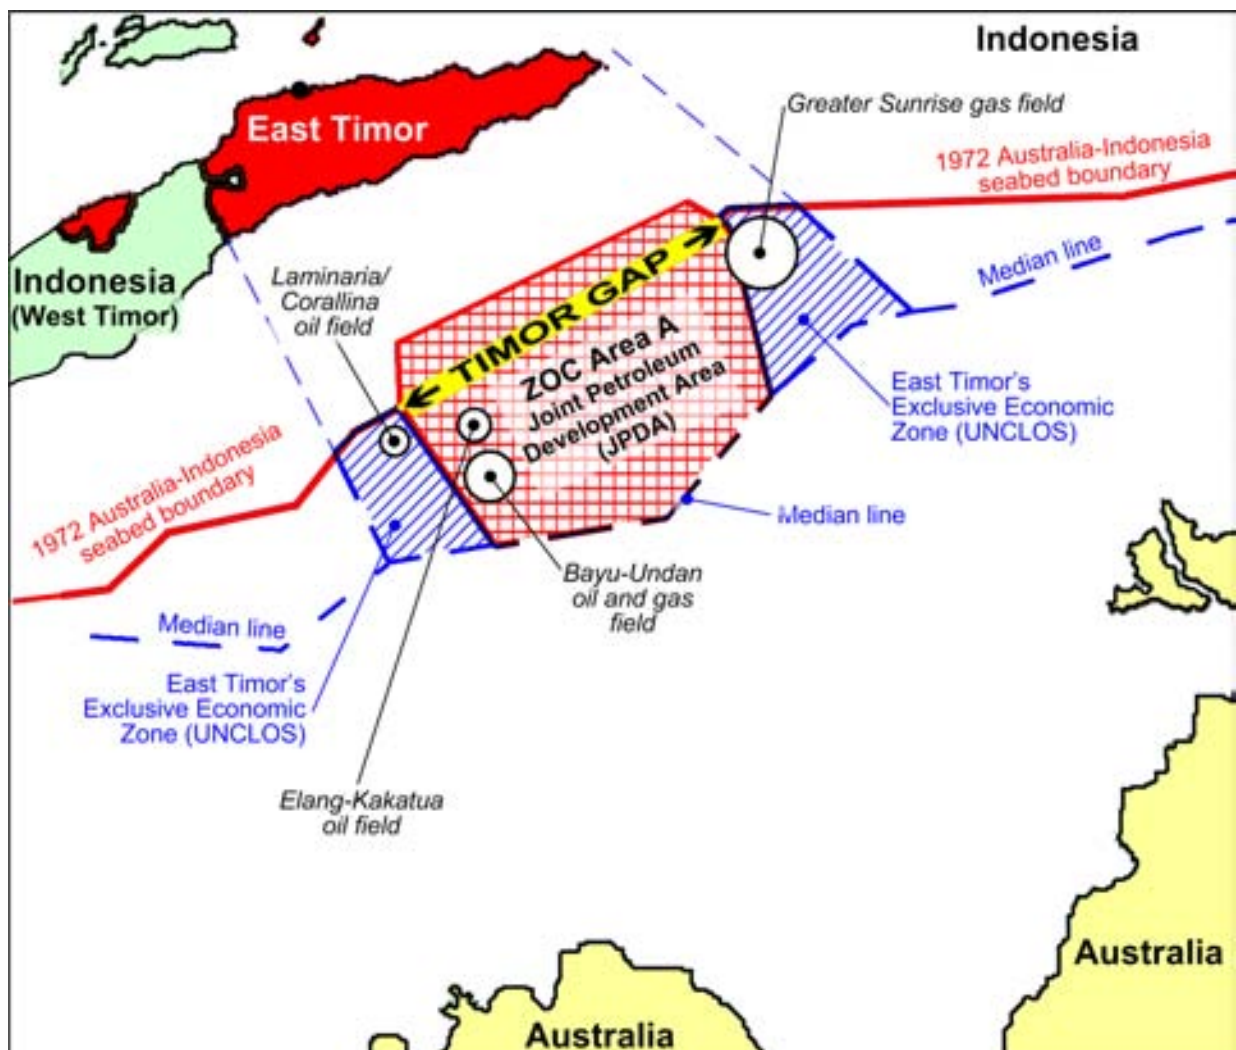 Indonesia
Greater Sunrise gas field
East Timor
1972 Australia-Indonesia
seabed boundary
Median line
Indonesia
(West Timor)
Laminaria/
Corallina
oil field
TIMOR GAP
ZOC Area A
Joint Petroleum
Development Area
(JPDA)
East Timor's
Exclusive Economic
Zone (UNCLOS)
1972 Australia-Indonesia
seabed boundary
Median line
Bayu-Undan
oil and gas
field
Median line
East Timor's
Exclusive Economic
Zone (UNCLOS)
Elang-Kakatua
oil field
Australia
Australia